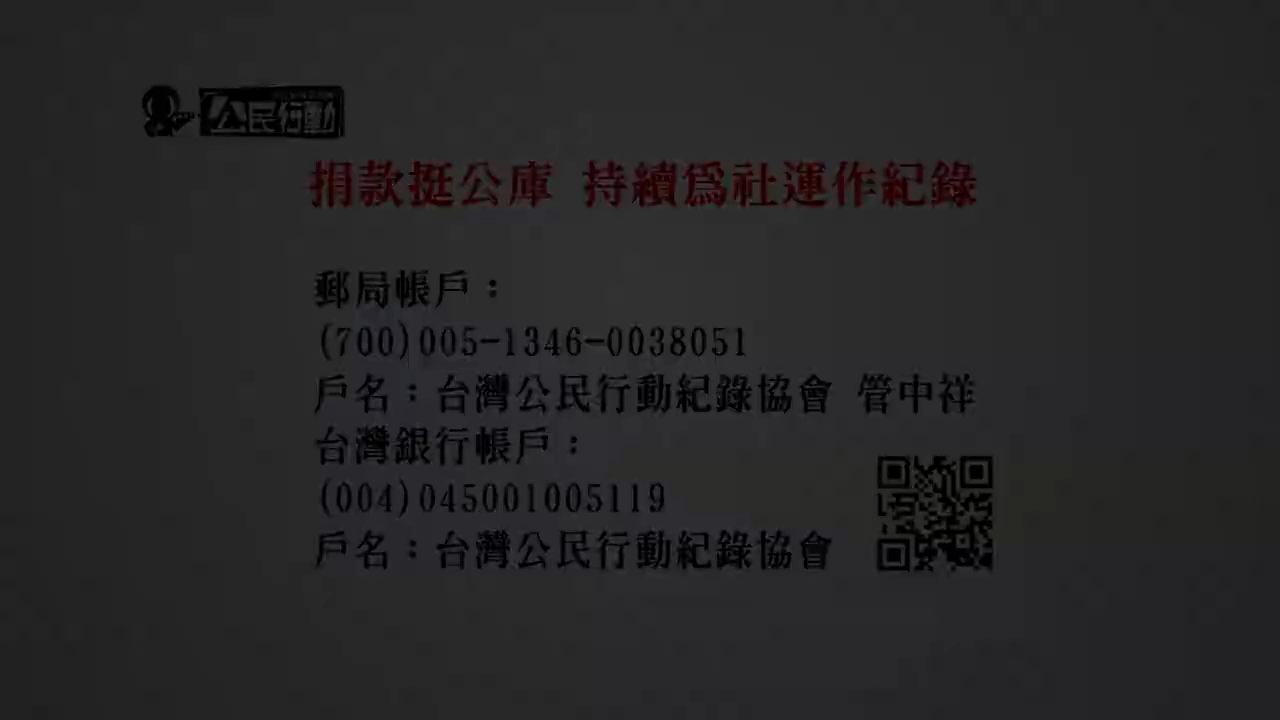 公民行動
捐款挺公庫 持續為社運作紀錄
郵局帳戶：
(700)005-1346-0038051
戶名：台灣公民行動紀錄協會 管中祥
台灣銀行帳戶：
(004)045001005119
戶名：台灣公民行動紀錄協會